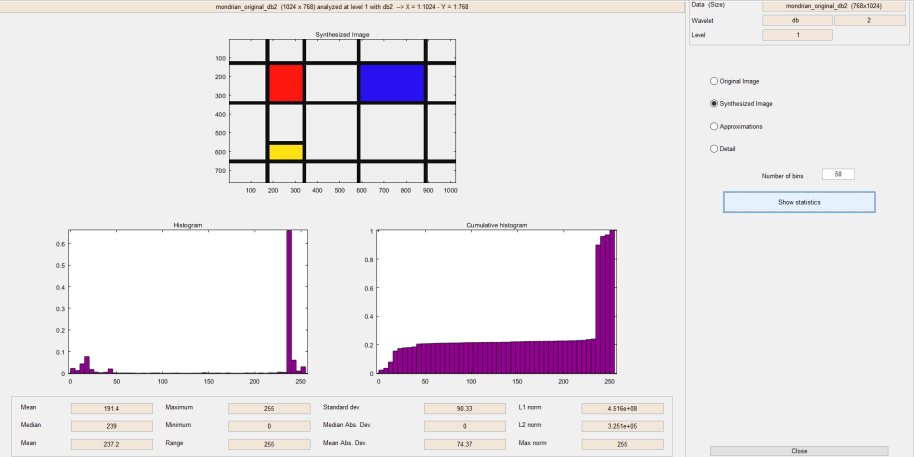 mondrian_original_db2 (1024 x 768) analyzed at level 1 with db2 --> X = 1:1024 - Y = 1:768
Data (Size) mondrian_original_db2 (768x1024)
Wavelet db 2
Level 1
Synthesized Image
100
200
300
400
500
600
700
100 200 300 400 500 600 700 800 900 1000
Original Image
Synthesized Image
Approximations
Detail
Number of bins 50
Show statistics
Histogram
0.6
0.5
0.4
0.3
0.2
0.1
0
0 50 100 150 200 250
Cumulative histogram
1
0.8
0.6
0.4
0.2
0
0 50 100 150 200 250
Mean 191.4 Maximum 255 Standard dev. 90.33 L1 norm 4.516e+08
Median 239 Minimum 0 Median Abs. Dev. 0 L2 norm 3.251e+05
Mean 237.2 Range 255 Mean Abs. Dev. 74.37 Max norm 255
Close